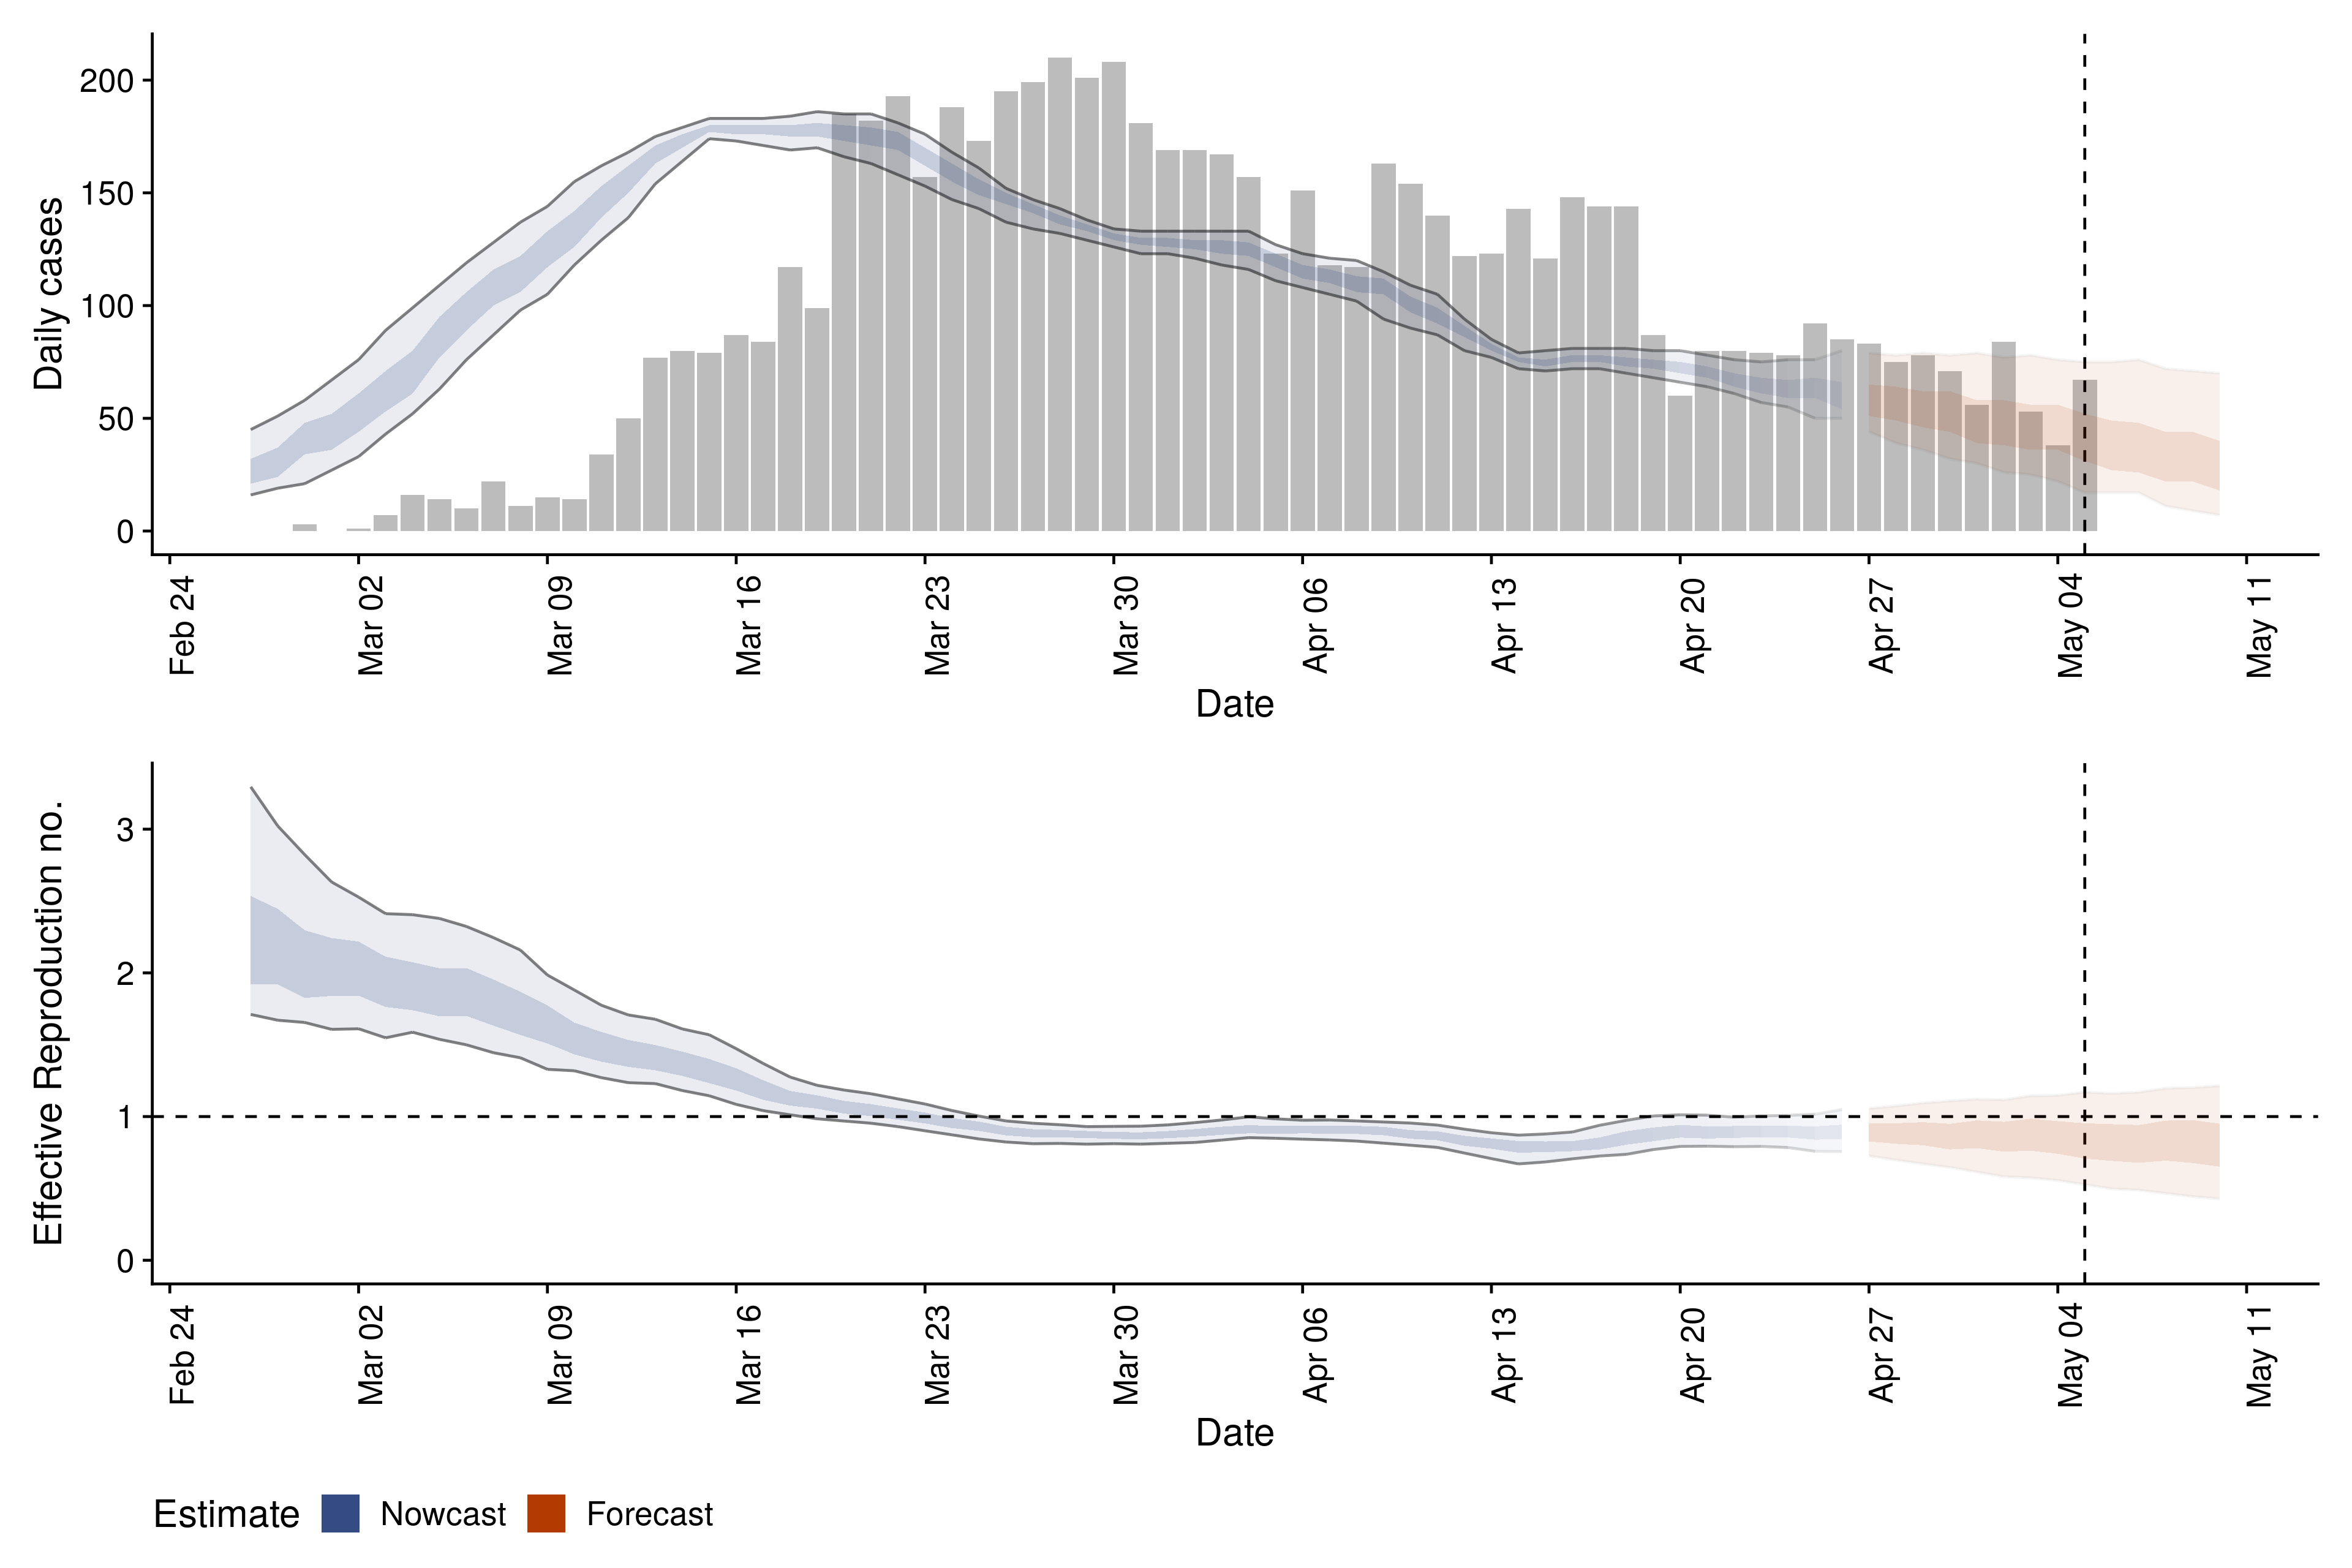 Daily cases
200
150
100
50
0
Feb 24
Mar 02
Mar 09
Mar 16
Mar 23
Mar 30
Apr 06
Apr 13
Apr 20
Apr 27
May 04
May 11
Date
Effective Reproduction no.
3
2
1
0
Feb 24
Mar 02
Mar 09
Mar 16
Mar 23
Mar 30
Apr 06
Apr 13
Apr 20
Apr 27
May 04
May 11
Date
Estimate Nowcast Forecast